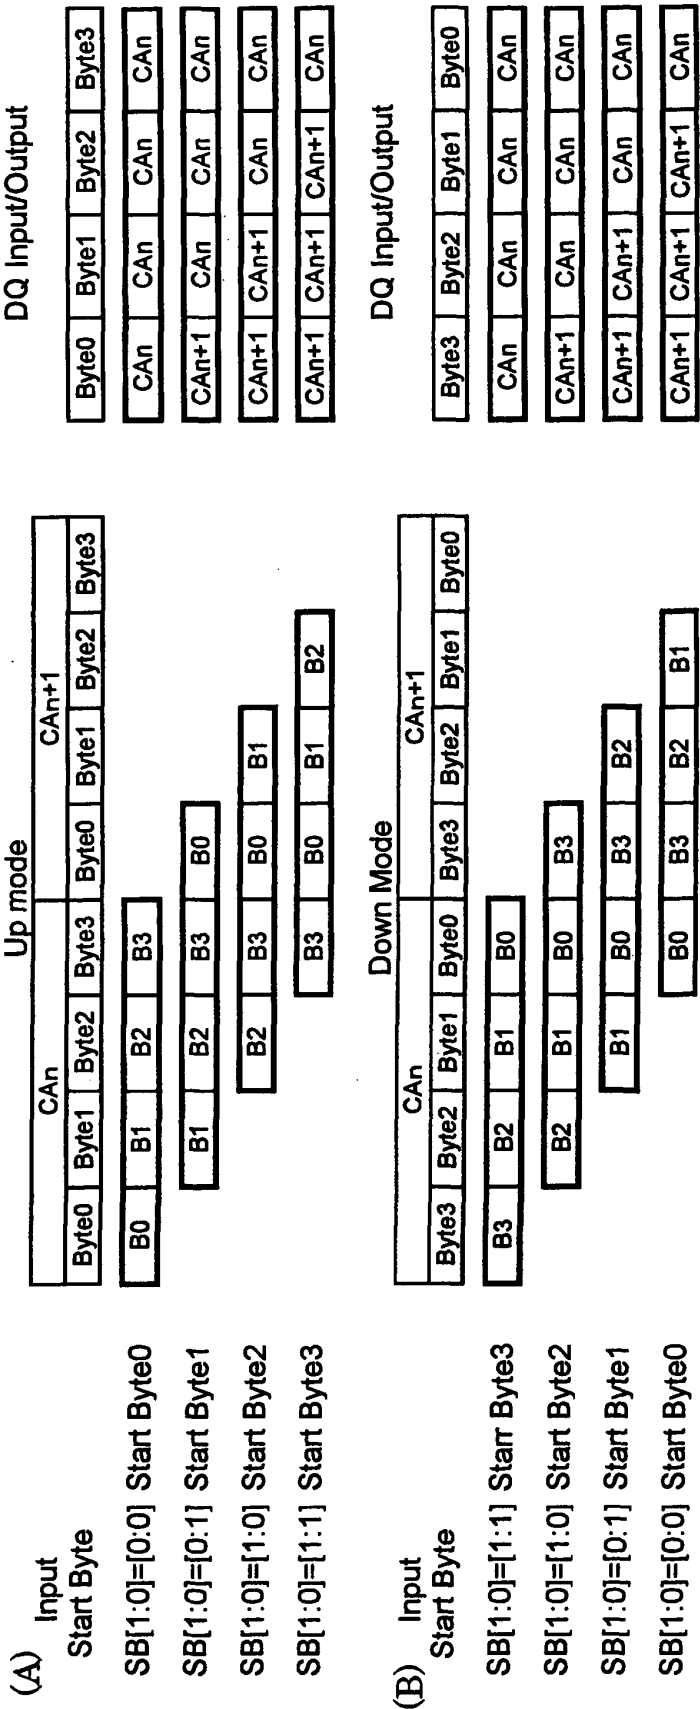 (A)
Input
Start Byte
Up mode
DQ Input/Output
CAn CAn+1
Byte0 Byte1 Byte2 Byte3 Byte0 Byte1 Byte2 Byte3
Byte0 Byte1 Byte2 Byte3
SB[1:0]=[0:0] Start Byte0 B0 B1 B2 B3 CAn CAn CAn CAn
SB[1:0]=[0:1] Start Byte1 B1 B2 B3 B0 CAn+1 CAn CAn CAn
SB[1:0]=[1:0] Start Byte2 B2 B3 B0 B1 CAn+1 CAn+1 CAn CAn
SB[1:0]=[1:1] Start Byte3 B3 B0 B1 B2 CAn+1 CAn+1 CAn+1 CAn
(B)
Input
Start Byte
Down Mode
DQ Input/Output
CAn CAn+1
Byte3 Byte2 Byte1 Byte0 Byte3 Byte2 Byte1 Byte0
Byte3 Byte2 Byte1 Byte0
SB[1:0]=[1:1] Starr Byte3 B3 B2 B1 B0 CAn CAn CAn CAn
SB[1:0]=[1:0] Start Byte2 B2 B1 B0 B3 CAn+1 CAn CAn CAn
SB[1:0]=[0:1] Start Byte1 B1 B0 B3 B2 CAn+1 CAn+1 CAn CAn
SB[1:0]=[0:0] Start Byte0 B0 B3 B2 B1 CAn+1 CAn+1 CAn+1 CAn